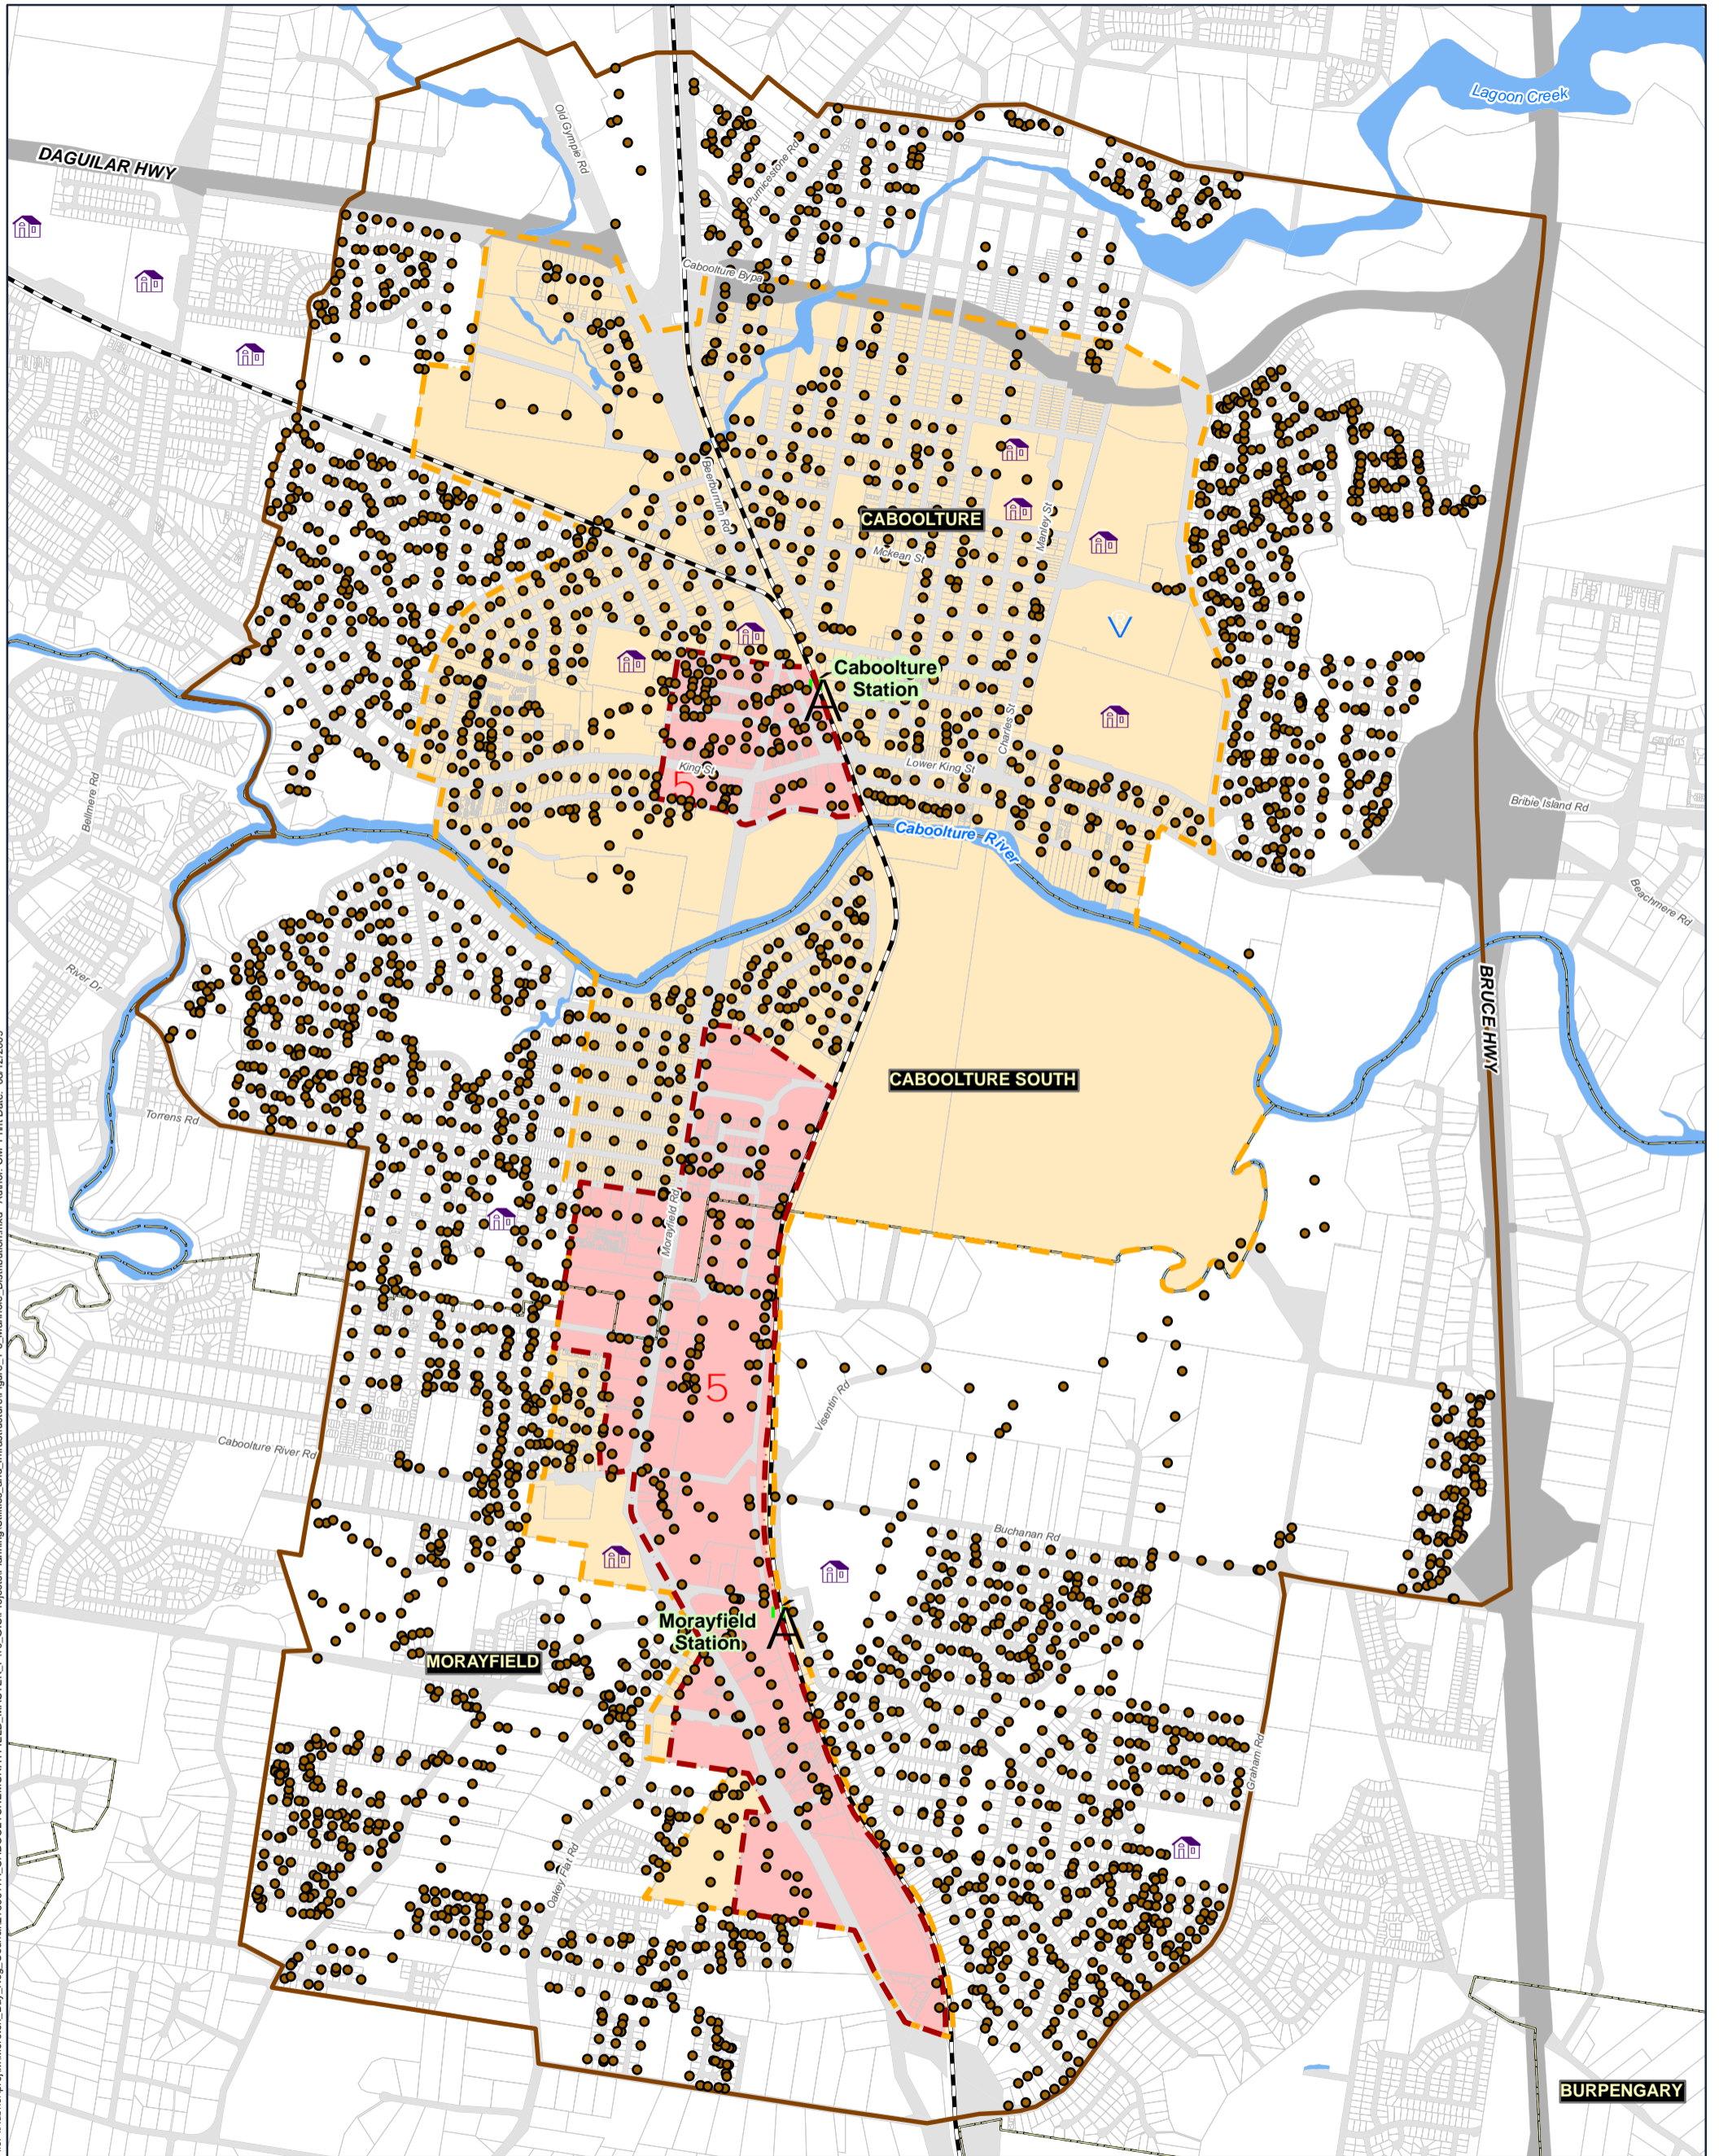 Lagoon Creek
Old Gympie Rd
DAGUILAR HWY
Pumicestone Rd
Caboolture Bypa
Beerburrum Rd
CABOOLTURE
Manley St
Mckean St
Caboolture
Station
Charles St
King St
5
Lower King St
Bribie Island Rd
Bellmere Rd
Caboolture River
Beachmere Rd
River Dr
BRUCE HWY
CABOOLTURE SOUTH
Torrens Rd
Morayfield Rd
5
Visentin Rd
Caboolture River Rd
Buchanan Rd
Morayfield
Station
MORAYFIELD
Graham Rd
Oakey Flat Rd
BURPENGARY